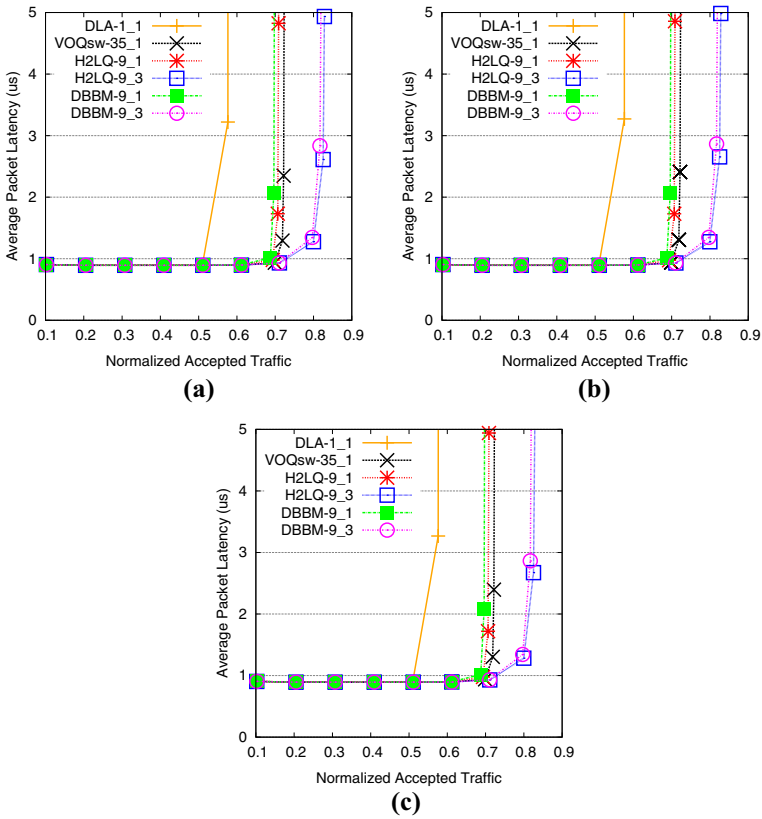 5
4
3
2
1
0
Average Packet Latency (us)
DLA-1_1
VOQsw-35_1
H2LQ-9_1
H2LQ-9_3
DBBM-9_1
DBBM-9_3
0.1 0.2 0.3 0.4 0.5 0.6 0.7 0.8 0.9
Normalized Accepted Traffic
(a)
5
4
3
2
1
0
Average Packet Latency (us)
DLA-1_1
VOQsw-35_1
H2LQ-9_1
H2LQ-9_3
DBBM-9_1
DBBM-9_3
0.1 0.2 0.3 0.4 0.5 0.6 0.7 0.8 0.9
Normalized Accepted Traffic
(b)
5
4
3
2
1
0
Average Packet Latency (us)
DLA-1_1
VOQsw-35_1
H2LQ-9_1
H2LQ-9_3
DBBM-9_1
DBBM-9_3
0.1 0.2 0.3 0.4 0.5 0.6 0.7 0.8 0.9
Normalized Accepted Traffic
(c)